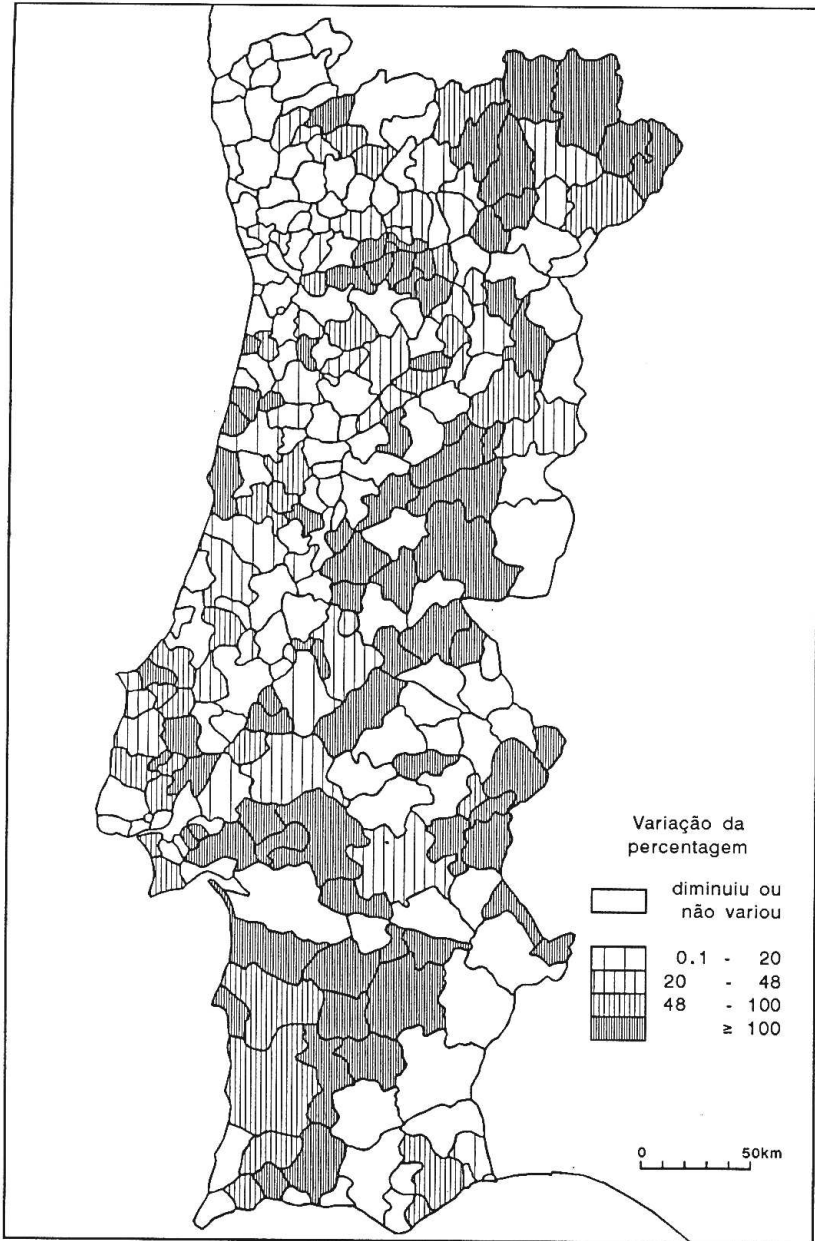 Variação da
percentagem
diminuiu ou
não variou
0.1 - 20
20 - 48
48 - 100
≥ 100
0 50km